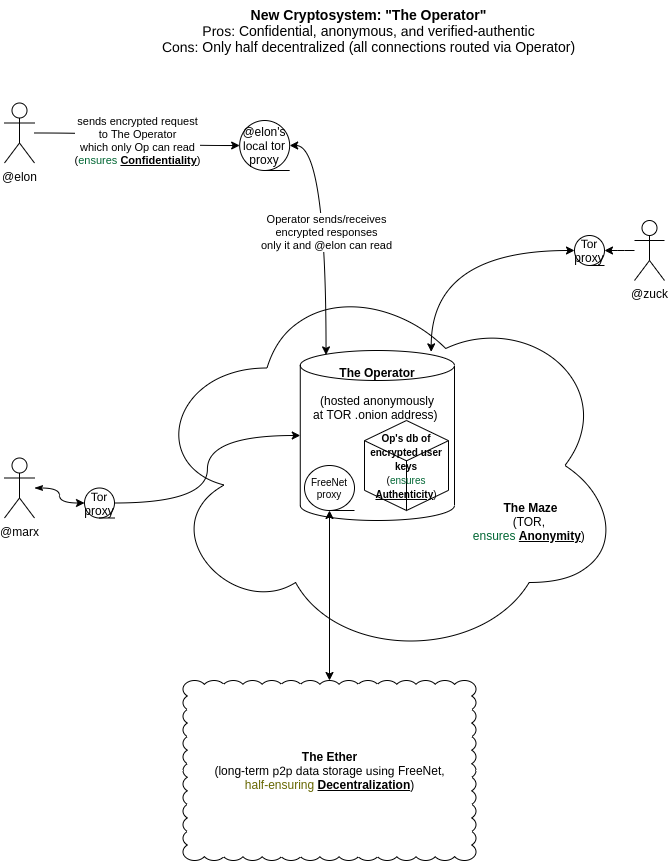 New Cryptosystem: "The Operator"
Pros: Confidential, anonymous, and verified-authentic
Cons: Only half decentralized (all connections routed via Operator)
@elon
sends encrypted request
to The Operator
which only Op can read
(ensures Confidentiality)
@elon's
local tor
proxy
Operator sends/receives
encrypted responses
only it and @elon can read
Tor
proxy
@zuck
The Operator
(hosted anonymously
at TOR .onion address)
Op's db of
encrypted user
keys
(ensures
Authenticity)
FreeNet
proxy
@marx
Tor
proxy
The Maze
(TOR,
ensures Anonymity)
The Ether
(long-term p2p data storage using FreeNet,
half-ensuring Decentralization)